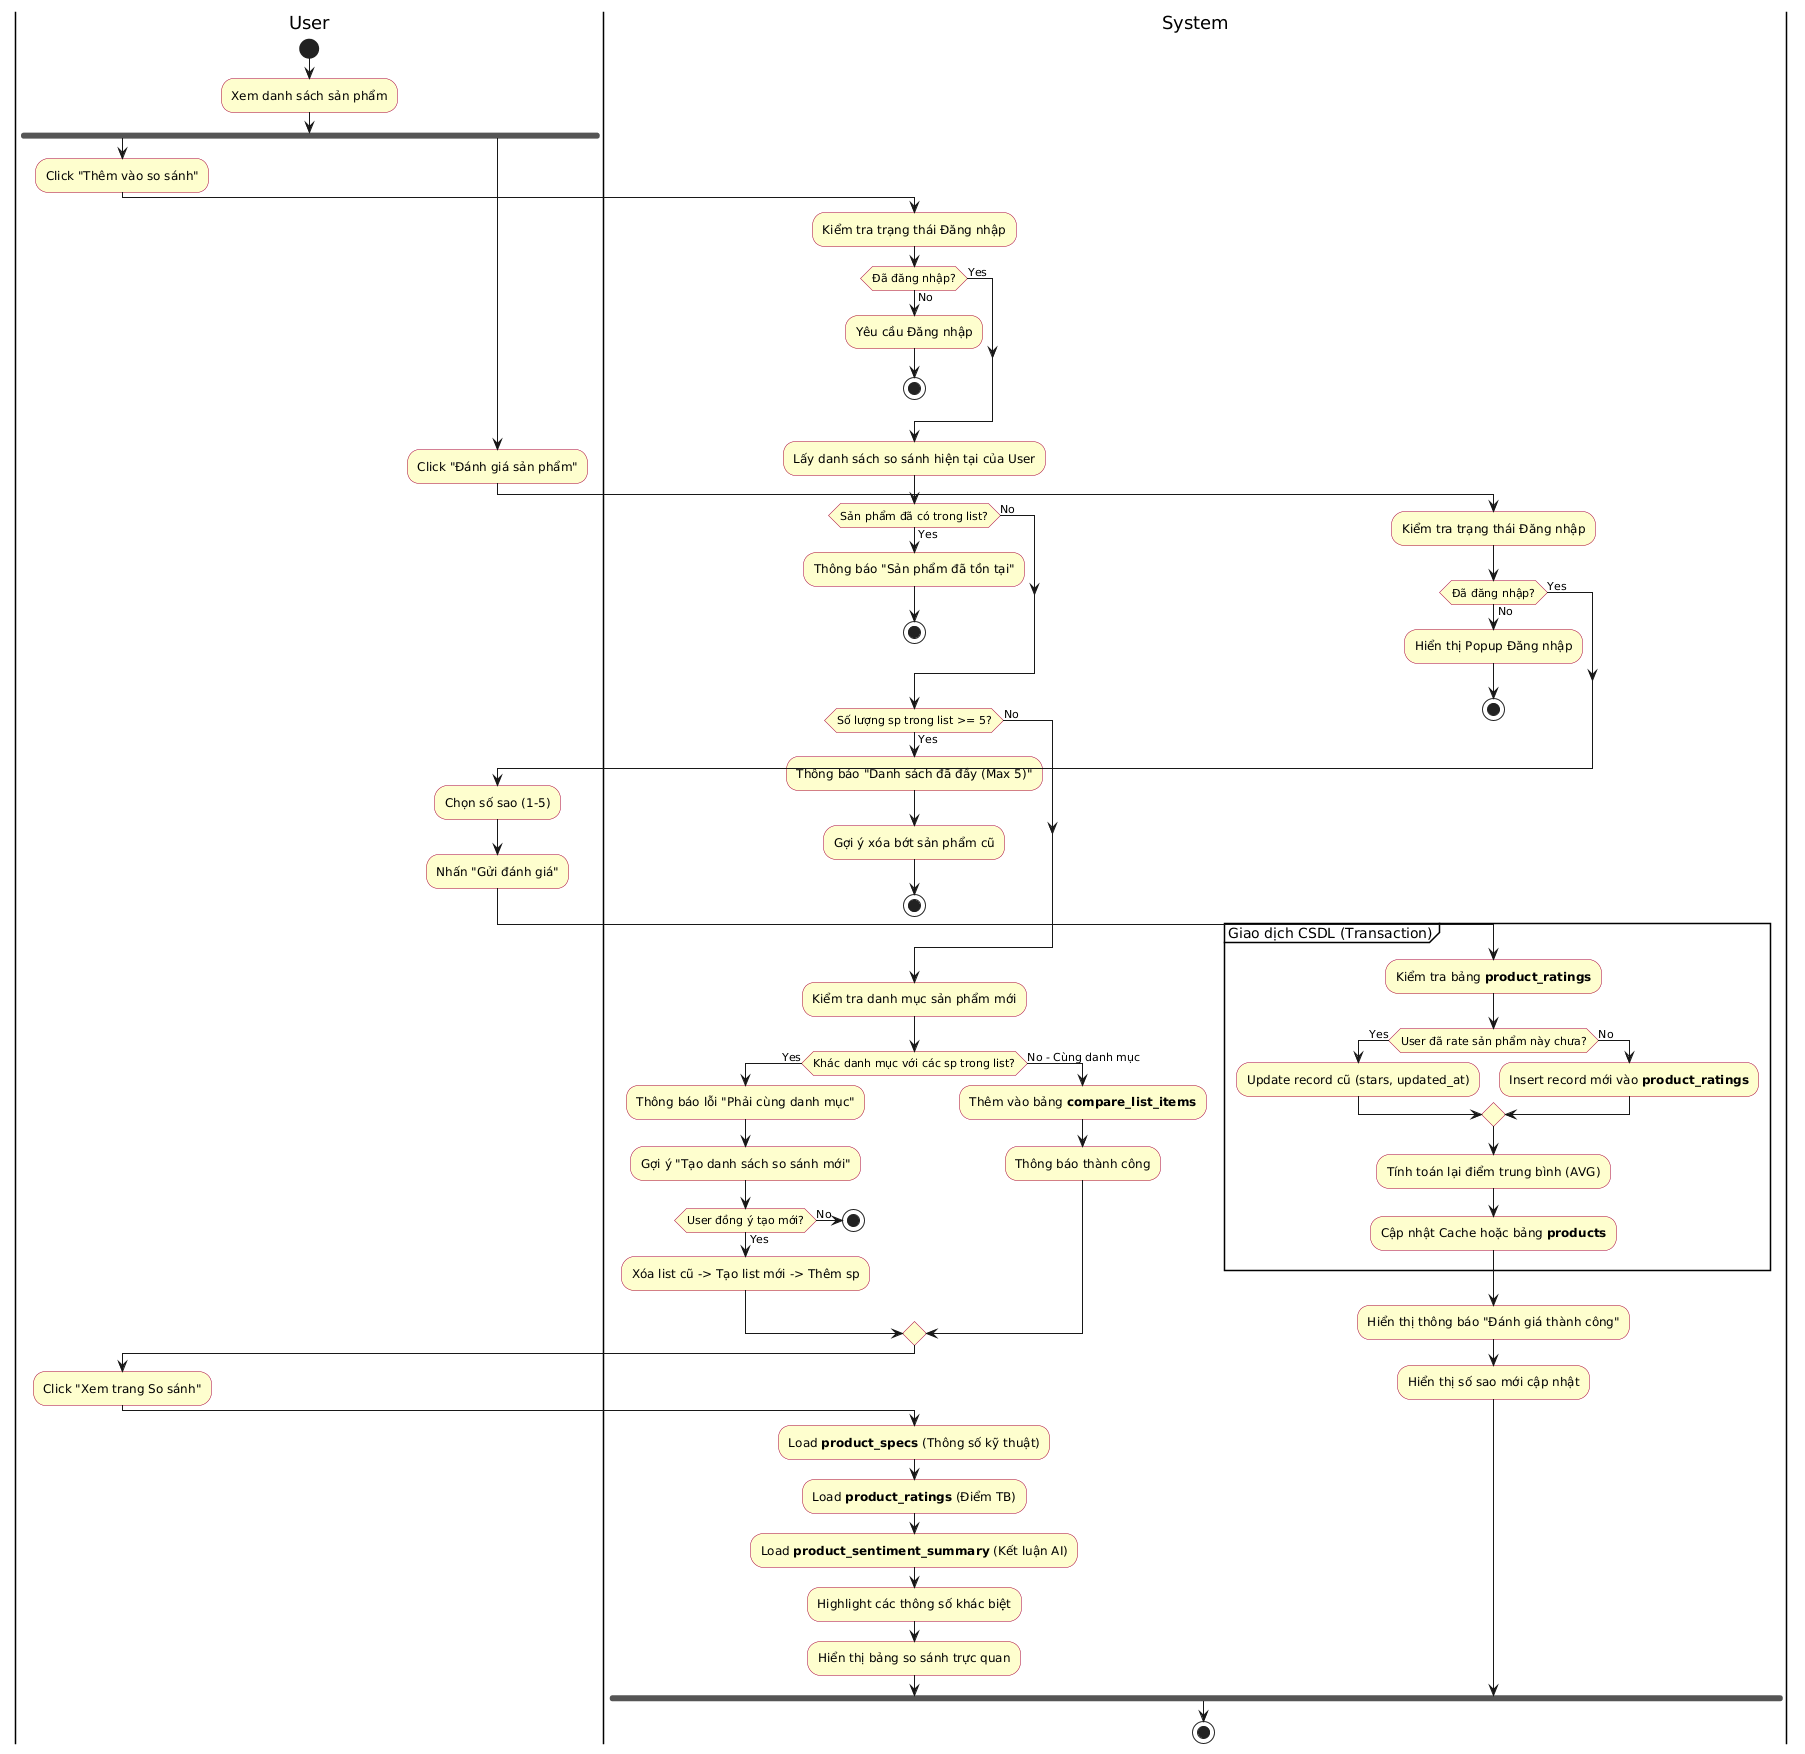 User
System
Xem danh sách sản phẩm
Click "Thêm vào so sánh"
Kiểm tra trạng thái Đăng nhập
Đã đăng nhập?
Yes
No
Yêu cầu Đăng nhập
Click "Đánh giá sản phẩm"
Lấy danh sách so sánh hiện tại của User
Sản phẩm đã có trong list?
No
Yes
Thông báo "Sản phẩm đã tồn tại"
Kiểm tra trạng thái Đăng nhập
Đã đăng nhập?
Yes
No
Hiển thị Popup Đăng nhập
Số lượng sp trong list >= 5?
No
Yes
Thông báo "Danh sách đã đầy (Max 5)"
Chọn số sao (1-5)
Gợi ý xóa bớt sản phẩm cũ
Nhấn "Gửi đánh giá"
Giao dịch CSDL (Transaction)
Kiểm tra bảng product_ratings
Kiểm tra danh mục sản phẩm mới
User đã rate sản phẩm này chưa?
Yes
No
Update record cũ (stars, updated_at)
Insert record mới vào product_ratings
Khác danh mục với các sp trong list?
Yes
No - Cùng danh mục
Thông báo lỗi "Phải cùng danh mục"
Thêm vào bảng compare_list_items
Gợi ý "Tạo danh sách so sánh mới"
Thông báo thành công
Tính toán lại điểm trung bình (AVG)
User đồng ý tạo mới?
No
Yes
Cập nhật Cache hoặc bảng products
Xóa list cũ -> Tạo list mới -> Thêm sp
Hiển thị thông báo "Đánh giá thành công"
Click "Xem trang So sánh"
Hiển thị số sao mới cập nhật
Load product_specs (Thông số kỹ thuật)
Load product_ratings (Điểm TB)
Load product_sentiment_summary (Kết luận AI)
Highlight các thông số khác biệt
Hiển thị bảng so sánh trực quan